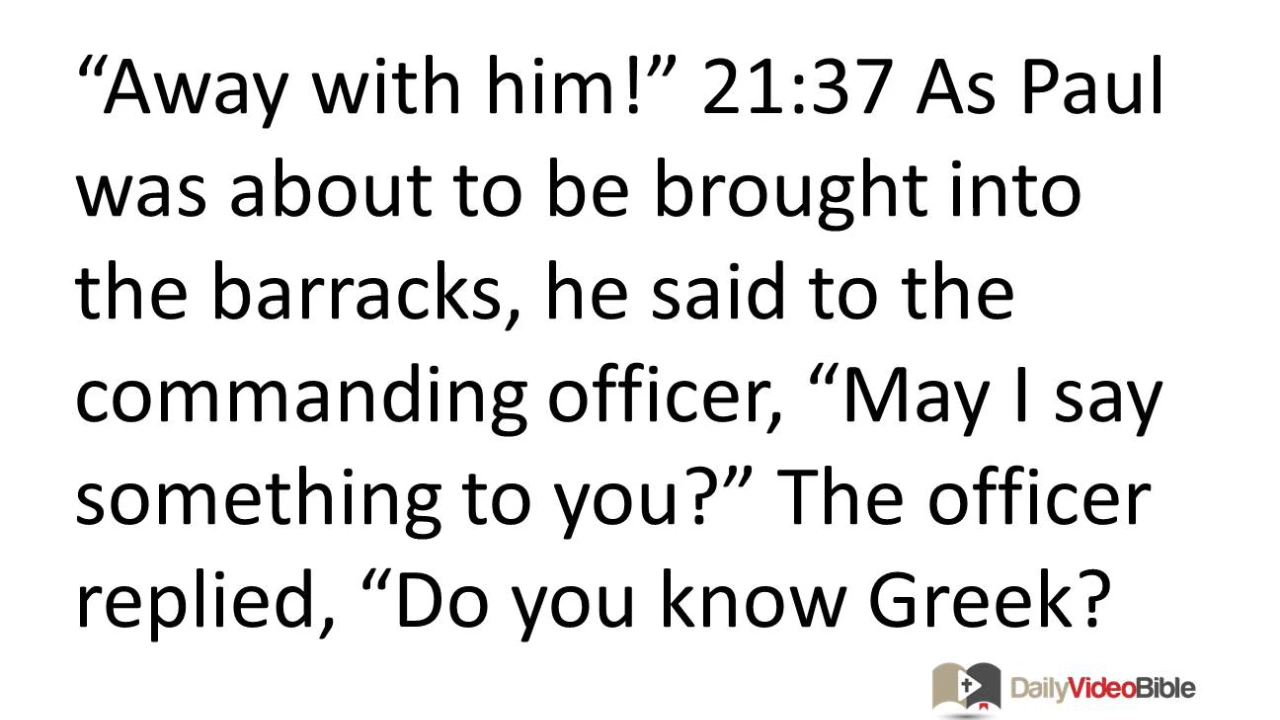 “Away with him!” 21:37 As Paul
was about to be brought into
the barracks, he said to the
commanding officer, “May I say
something to you?” The officer
replied, “Do you know Greek?
DailyVideoBible